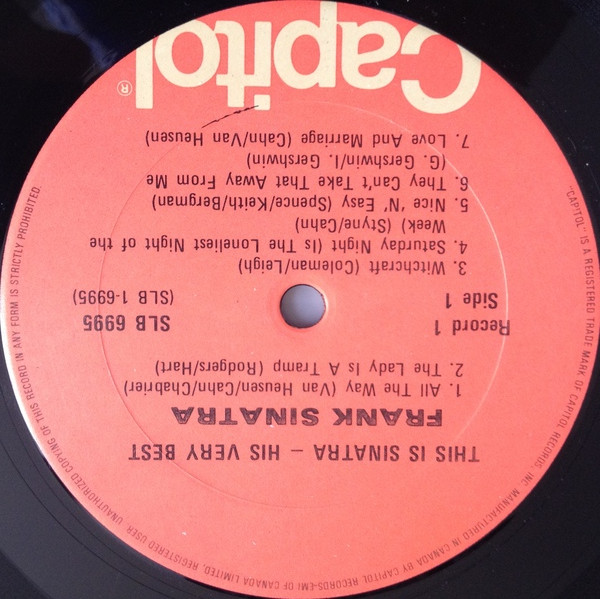 THIS IS SINATRA – HIS VERY BEST
FRANK SINATRA
1. All The Way (Van Heusen/Cahn/Chabrier)
2. The Lady Is A Tramp (Rodgers/Hart)
Record 1
Side 1
SLB 6995
(SLB 1-6995)
3. Witchcraft (Coleman/Leigh)
4. Saturday Night (Is The Loneliest Night of the
Week) (Styne/Cahn
5. Nice 'N' Easy (Spence/Keith/Bergman)
6. They Can't Take That Away From Me
(G. Gershwin/I. Gershwin
7. Love And Marriage (Cahn/Van Heusen)
Capitol®
"CAPITOL" IS A REGISTERED TRADE MARK OF CAPITOL RECORDS, INC. MANUFACTURED IN CANADA BY CAPITOL RECORDS-EMI OF CANADA LIMITED, REGISTERED USER. UNAUTHORIZED COPYING OF THIS RECORD IN ANY FORM IS STRICTLY PROHIBITED.